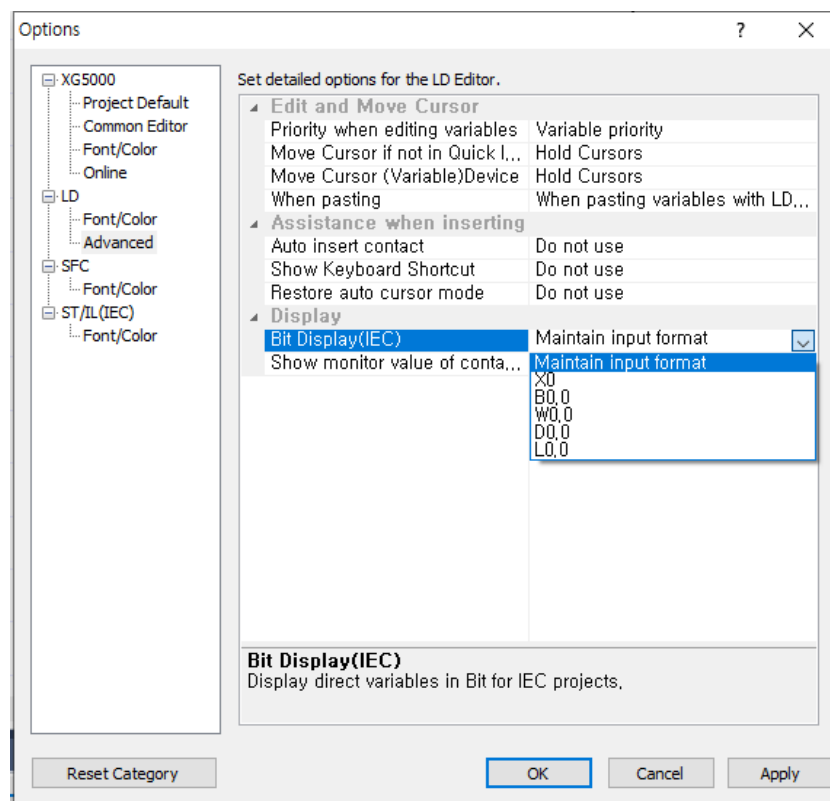 Options
?
XG5000
Project Default
Common Editor
Font/Color
Online
LD
Font/Color
Advanced
SFC
Font/Color
ST/IL(IEC)
Font/Color
Set detailed options for the LD Editor.
Edit and Move Cursor
Priority when editing variables Variable priority
Move Cursor if not in Quick I... Hold Cursors
Move Cursor (Variable)Device Hold Cursors
When pasting When pasting variables with LD...
Assistance when inserting
Auto insert contact Do not use
Show Keyboard Shortcut Do not use
Restore auto cursor mode Do not use
Display
Bit Display(IEC) Maintain input format
Show monitor value of conta... Maintain input format
X0
B0.0
W0.0
D0.0
L0.0
Bit Display(IEC)
Display direct variables in Bit for IEC projects.
Reset Category OK Cancel Apply